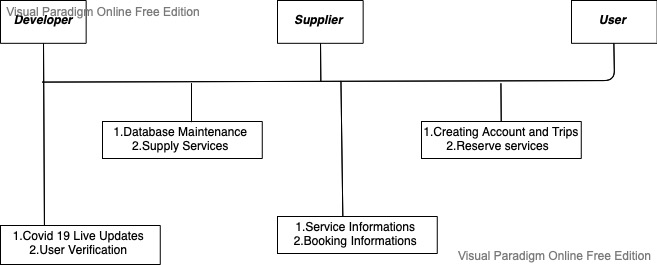 Visual Paradigm Online Free Edition
Developer
Supplier
User
1.Database Maintenance
2.Supply Services
1.Creating Account and Trips
2.Reserve services
1.Covid 19 Live Updates
2.User Verification
1.Service Informations
2.Booking Informations
Visual Paradigm Online Free Edition